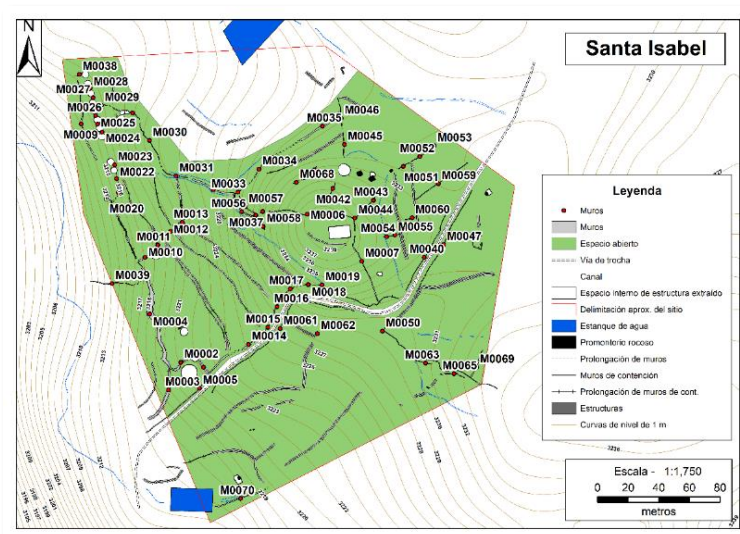 N
Santa Isabel
M0038
M0028
M0027
M0029
M0026
M0025
M0009
M0024
M0030
M0023
M0022
M0031
M0020
M0035
M0046
M0045
M0034
M0053
M0052
M0051
M0059
M0068
M0033
M0042
M0043
M0057
M0056
M0058
M0006
M0044
M0060
M0037
M0054
M0055
M0013
M0012
M0011
M0010
M0047
M0040
M0007
M0039
M0019
M0017
M0018
M0016
M0004
M0015
M0061
M0062
M0014
M0050
M0002
M0003
M0005
M0063
M0065
M0069
M0070
Leyenda
Muros
Muros
Espacio abierto
Vía de trocha
Canal
Espacio interno de estructura extraído
Delimitación aprox. del sitio
Estanque de agua
Promontorio rocoso
Prolongación de muros
Muros de contención
Prolongación de muros de cont.
Estructuras
Curvas de nivel de 1 m
Escala - 1:1,750
0 20 40 60 80
metros